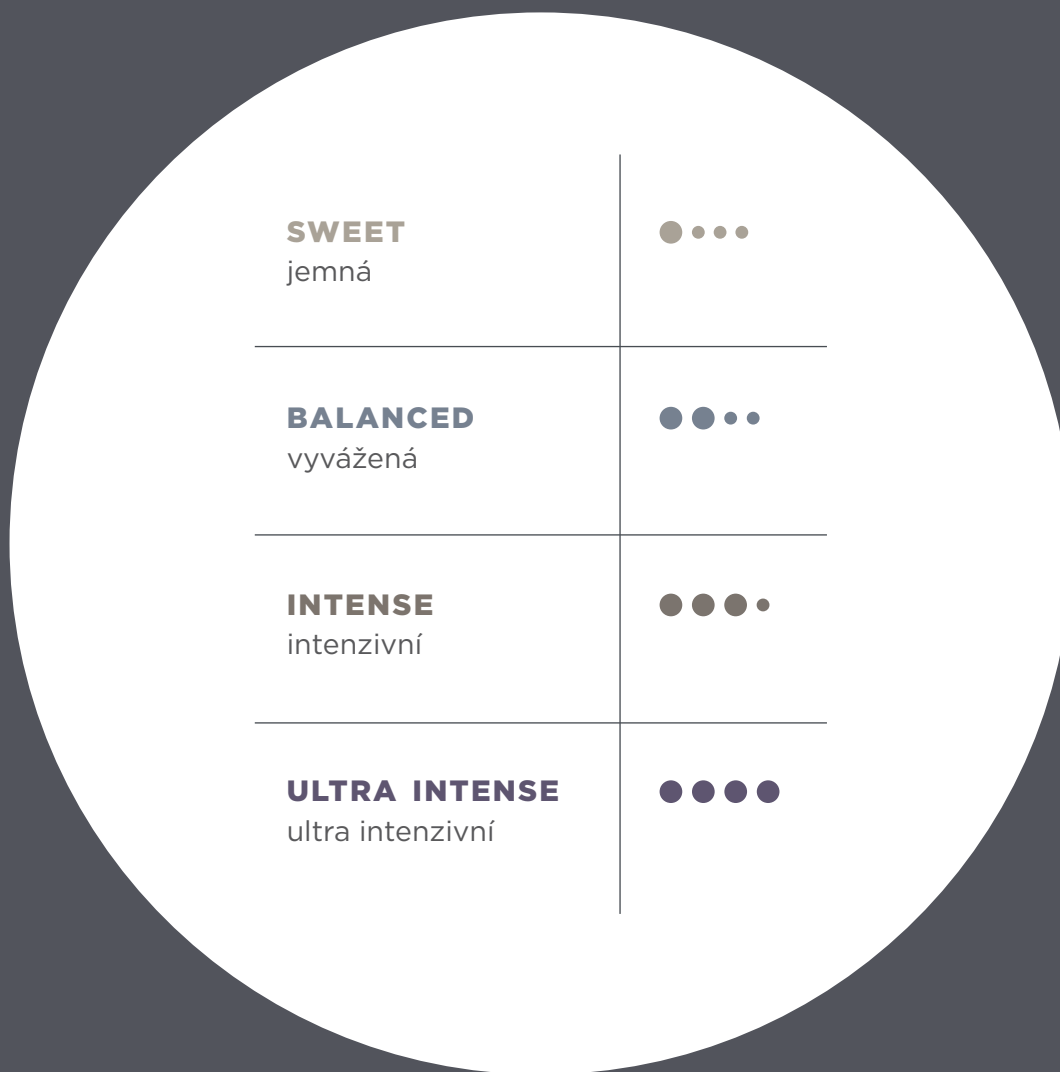 SWEET
jemná
BALANCED
vyvážená
INTENSE
intenzivní
ULTRA INTENSE
ultra intenzivní